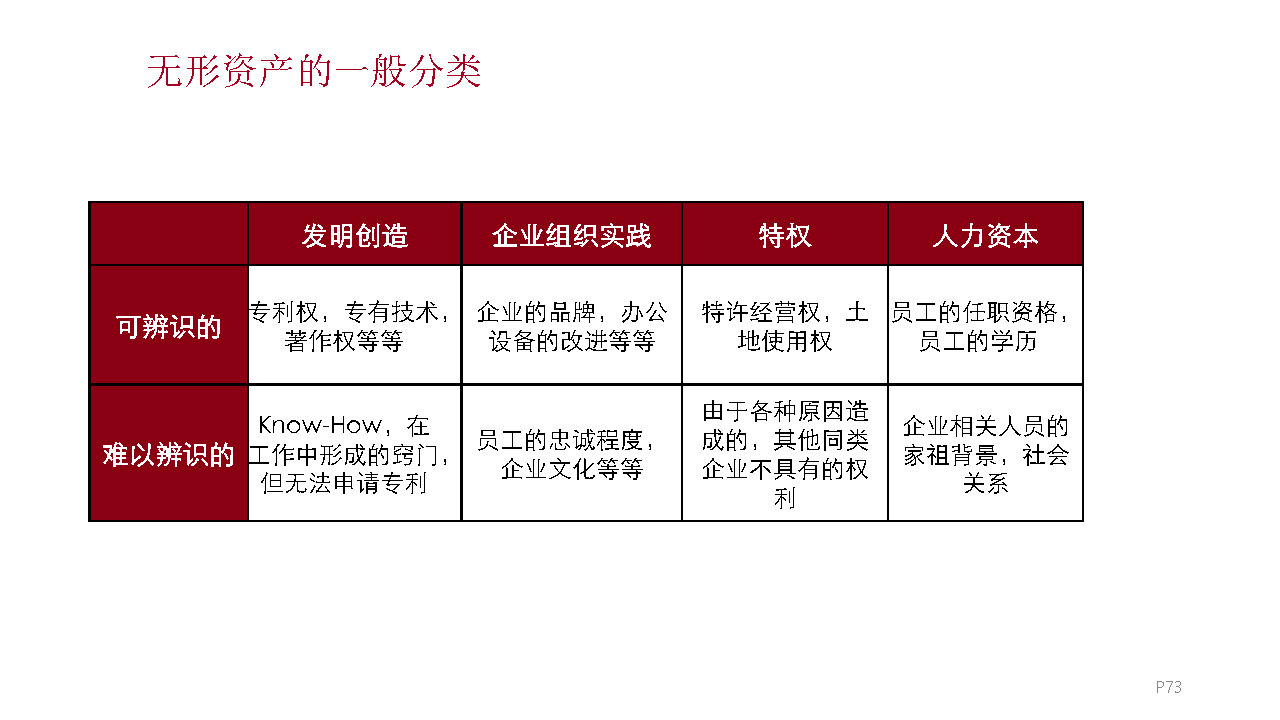 无形资产的一般分类
发明创造
企业组织实践
特权
人力资本
可辨识的
专利权，专有技术，
著作权等等
企业的品牌，办公
设备的改进等等
特许经营权，土
地使用权
员工的任职资格，
员工的学历
难以辨识的
Know-How，在
工作中形成的窍门，
但无法申请专利
员工的忠诚程度，
企业文化等等
由于各种原因造
成的，其他同类
企业不具有的权
利
企业相关人员的
家祖背景，社会
关系
P73